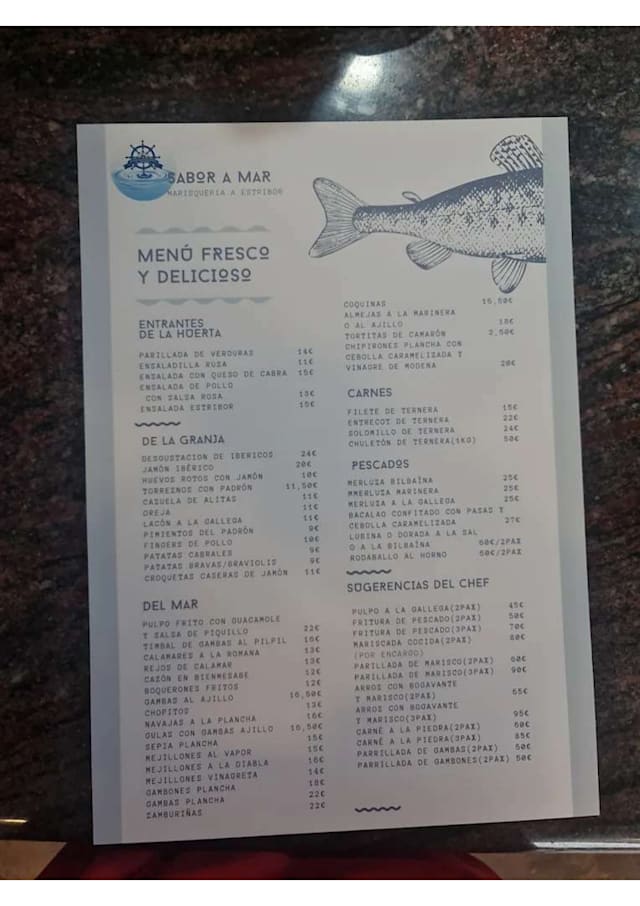 SABOR A MAR
MARISQUERIA A ESTRIBOR
MENÚ FRESCO
Y DELICIOSO
ENTRANTES
DE LA HUERTA
PARILLADA DE VERDURAS 14€
ENSALADILLA RUSA 11€
ENSALADA CON QUESO DE CABRA 15€
ENSALADA DE POLLO
CON SALSA ROSA 13€
ENSALADA ESTRIBOR 15€
DE LA GRANJA
DESGUSTACION DE IBERICOS 24€
JAMÓN IBÉRICO 20€
HUEVOS ROTOS CON JAMÓN 10€
TORREZNOS CON PADRÓN 11,50€
CAZUELA DE ALITAS 11€
OREJA 11€
LACÓN A LA GALLEGA 11€
PIMIENTOS DEL PADRÓN 9€
FINGERS DE POLLO 10€
PATATAS CABRALES 9€
PATATAS BRAVAS/BRAVIOLIS 9€
CROQUETAS CASERAS DE JAMÓN 11€
DEL MAR
PULPO FRITO CON GUACAMOLE
Y SALSA DE PIQUILLO 22€
TIMBAL DE GAMBAS AL PILPIL 16€
CALAMARES A LA ROMANA 13€
REJOS DE CALAMAR 13€
CAZÓN EN BIENMESABE 12€
BOQUERONES FRITOS 12€
GAMBAS AL AJILLO 16,50€
CHOPITOS 13€
NAVAJAS A LA PLANCHA 16€
GULAS CON GAMBAS AJILLO 16,50€
SEPIA PLANCHA 15€
MEJILLONES AL VAPOR 15€
MEJILLONES A LA DIABLA 16€
MEJILLONES VINAGRETA 14€
GAMBONES PLANCHA 18€
GAMBAS PLANCHA 22€
ZAMBURIÑAS 22€
COQUINAS 16,50€
ALMEJAS A LA MARINERA
O AL AJILLO 18€
TORTITAS DE CAMARÓN 2,50€
CHIPIRONES PLANCHA CON
CEBOLLA CARAMELIZADA Y
VINAGRE DE MODENA 20€
CARNES
FILETE DE TERNERA 15€
ENTRECOT DE TERNERA 22€
SOLOMILLO DE TERNERA 24€
CHULETÓN DE TERNERA(1KG) 50€
PESCADOS
MERLUZA BILBAÍNA 25€
MMERLUZA MARINERA 25€
MERLUZA A LA GALLEGA 25€
BACALAO CONFITADO CON PASAS Y
CEBOLLA CARAMELIZADA 27€
LUBINA O DORADA A LA SAL
O A LA BILBAÍNA 60€/2PAX
RODABALLO AL HORNO 60€/2PAX
SUGERENCIAS DEL CHEF
PULPO A LA GALLEGA(2PAX) 45€
FRITURA DE PESCADO(2PAX) 50€
FRITURA DE PESCADO(3PAX) 70€
MARISCADA COCIDA(2PAX) 80€
(POR ENCARGO)
PARILLADA DE MARISCO(2PAX) 60€
PARILLADA DE MARISCO(3PAX) 90€
ARROZ CON BOGAVANTE
Y MARISCO(2PAX) 65€
ARROZ CON BOGAVANTE
Y MARISCO(3PAX) 95€
CARNÉ A LA PIEDRA(2PAX) 60€
CARNÉ A LA PIEDRA(3PAX) 85€
PARRILLADA DE GAMBAS(2PAX) 50€
PARRILLADA DE GAMBONES(2PAX) 50€